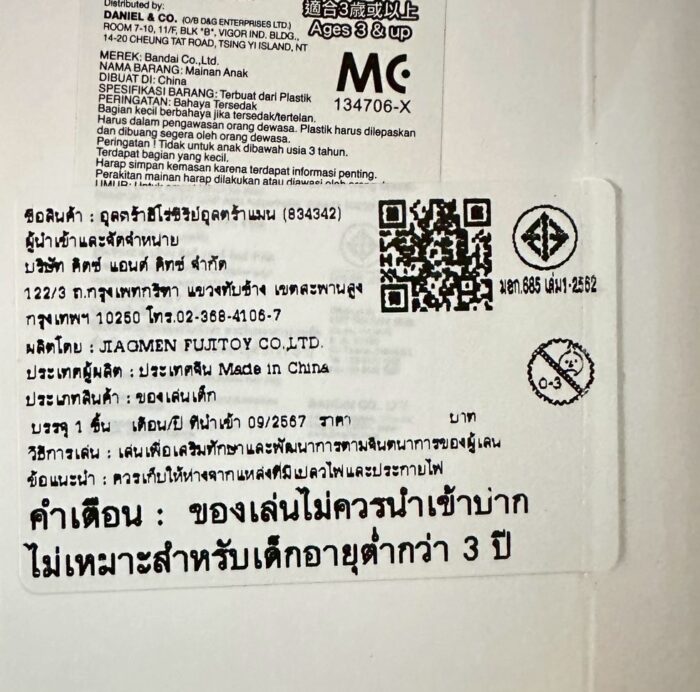 Distributed by:
DANIEL & CO. (O/B D&G ENTERPRISES LTD.)
ROOM 7-10, 11/F, BLK "B", VIGOR IND. BLDG.,
14-20 CHEUNG TAT ROAD, TSING YI ISLAND, NT
適合3歲或以上
Ages 3 & up
MEREK: Bandai Co.,Ltd.
NAMA BARANG: Mainan Anak
DIBUAT DI: China
SPESIFIKASI BARANG: Terbuat dari Plastik
PERINGATAN: Bahaya Tersedak
Bagian kecil berbahaya jika tersedak/tertelan.
Harus dalam pengawasan orang dewasa. Plastik harus dilepaskan
dan dibuang segera oleh orang dewasa.
Peringatan ! Tidak untuk anak dibawah usia 3 tahun.
Terdapat bagian yang kecil.
Harap simpan kemasan karena terdapat informasi penting.
Perakitan mainan harap dilakukan atau diawasi oleh
MC
134706-X
ชื่อสินค้า : อุลตร้าฮีโร่ซีรีย์อุลตร้าแมน (834342)
ผู้นำเข้าและจัดจำหน่าย
บริษัท คิดซ์ แอนด์ คิทซ์ จำกัด
122/3 ถ.กรุงเทพกรีฑา แขวงทับช้าง เขตสะพานสูง
กรุงเทพฯ 10250 โทร.02-368-4106-7
ผลิตโดย : JIAGMEN FUJITOY CO.,LTD.
ประเทศผู้ผลิต : ประเทศจีน Made in China
ประเภทสินค้า : ของเล่นเด็ก
บรรจุ 1 ชิ้น เดือน/ปี ที่นำเข้า 09/2567 ราคา บาท
วิธีการเล่น : เล่นเพื่อเสริมทักษะและพัฒนาการตามจินตนาการของผู้เล่น
ข้อแนะนำ : ควรเก็บให้ห่างจากแหล่งที่มีเปลวไฟและประกายไฟ
คำเตือน : ของเล่นไม่ควรนำเข้าปาก
ไม่เหมาะสำหรับเด็กอายุต่ำกว่า 3 ปี
มอก.685 เล่ม1-2562
0-3